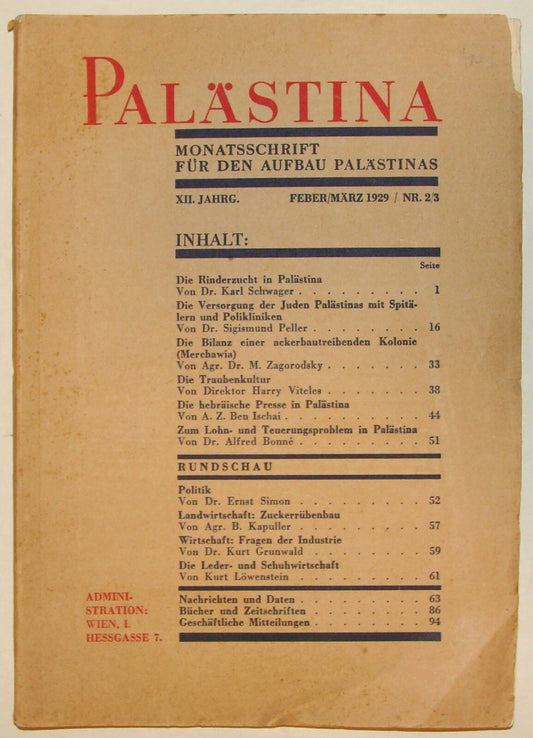 PALÄSTINA
MONATSSCHRIFT
FÜR DEN AUFBAU PALÄSTINAS
XII. JAHRG. FEBER/MÄRZ 1929 / NR. 2/3
INHALT:
Seite
Die Rinderzucht in Palästina
Von Dr. Karl Schwager . . . . . . . . . 1
Die Versorgung der Juden Palästinas mit Spitä-
lern und Polikliniken
Von Dr. Sigismund Peller . . . . . . . . 16
Die Bilanz einer ackerbautreibenden Kolonie
(Merchawia)
Von Agr. Dr. M. Zagorodsky . . . . . . . 33
Die Traubenkultur
Von Direktor Harry Viteles . . . . . . . 38
Die hebräische Presse in Palästina
Von A. Z. Ben Ischai . . . . . . . . . 44
Zum Lohn- und Teuerungsproblem in Palästina
Von Dr. Alfred Bonné . . . . . . . . . 51
RUNDSCHAU
Politik
Von Dr. Ernst Simon . . . . . . . . . 52
Landwirtschaft: Zuckerrübenbau
Von Agr. B. Kapuller . . . . . . . . . 57
Wirtschaft: Fragen der Industrie
Von Dr. Kurt Grunwald . . . . . . . . 59
Die Leder- und Schuhwirtschaft
Von Kurt Löwenstein . . . . . . . . . 61
Nachrichten und Daten . . . . . . . . 63
Bücher und Zeitschriften . . . . . . . . 86
Geschäftliche Mitteilungen . . . . . . . 94
ADMINI-
STRATION:
WIEN, I.
HESSGASSE 7.